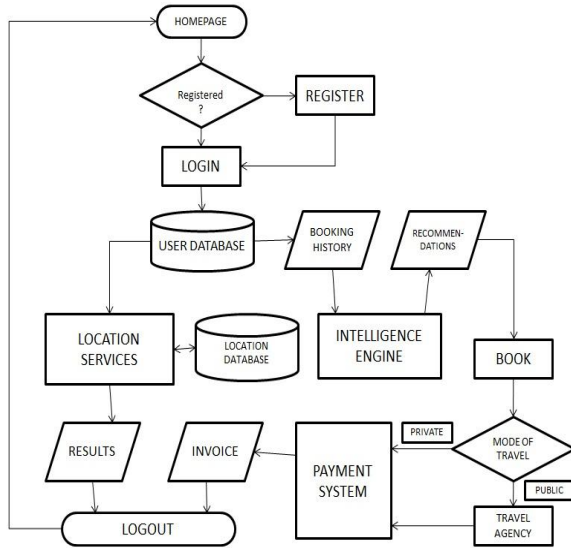 HOMEPAGE
Registered
?
REGISTER
LOGIN
USER DATABASE
BOOKING
HISTORY
RECOMMEN-
DATIONS
LOCATION
SERVICES
LOCATION
DATABASE
INTELLIGENCE
ENGINE
BOOK
RESULTS
INVOICE
PAYMENT
SYSTEM
PRIVATE
MODE OF
TRAVEL
PUBLIC
TRAVEL
AGENCY
LOGOUT